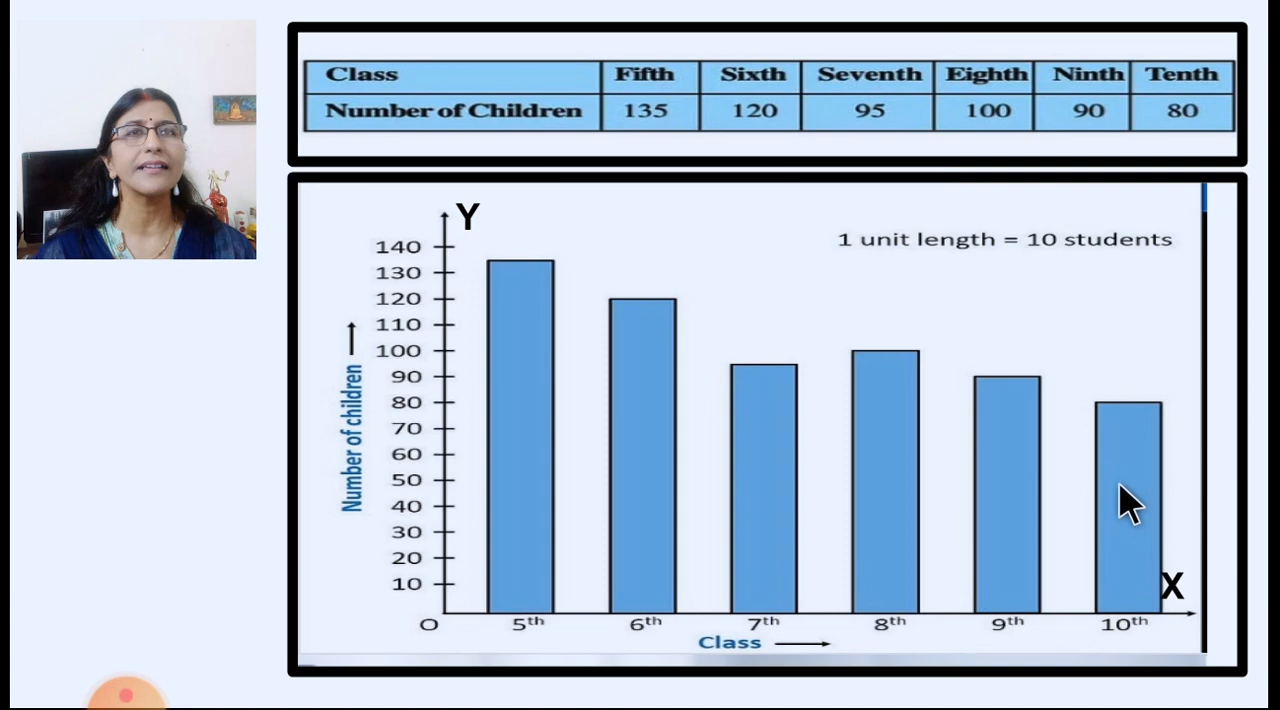 Class Fifth Sixth Seventh Eighth Ninth Tenth
Number of Children 135 120 95 100 90 80
Y
1 unit length = 10 students
140
130
120
110
100
90
80
70
60
50
40
30
20
10
Number of children
X
O 5th 6th 7th 8th 9th 10th
Class